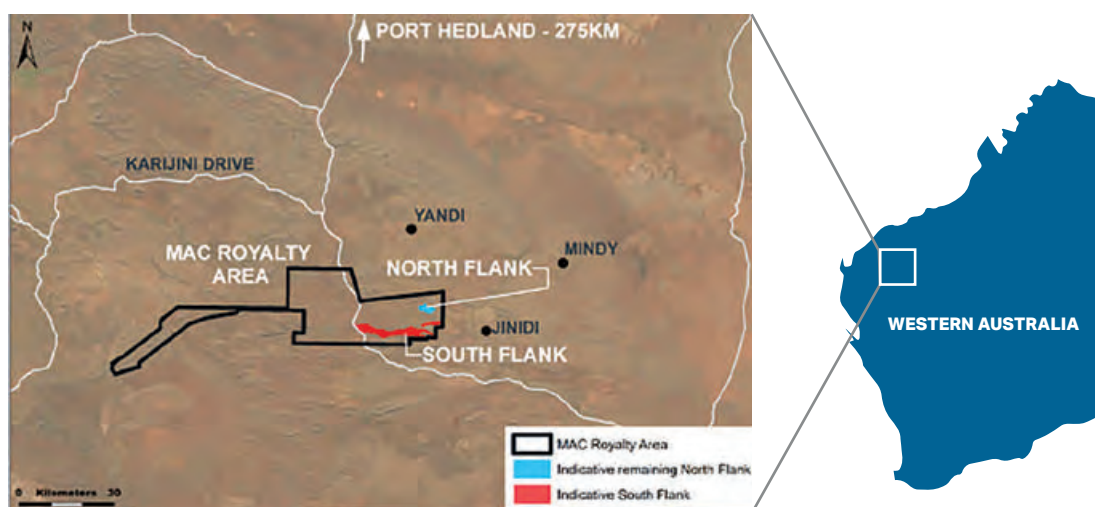 N
PORT HEDLAND - 275KM
KARIJINI DRIVE
YANDI
MAC ROYALTY
AREA
NORTH FLANK
MINDY
JINIDI
SOUTH FLANK
WESTERN AUSTRALIA
MAC Royalty Area
Indicative remaining North Flank
Indicative South Flank
0 Kilometers 30